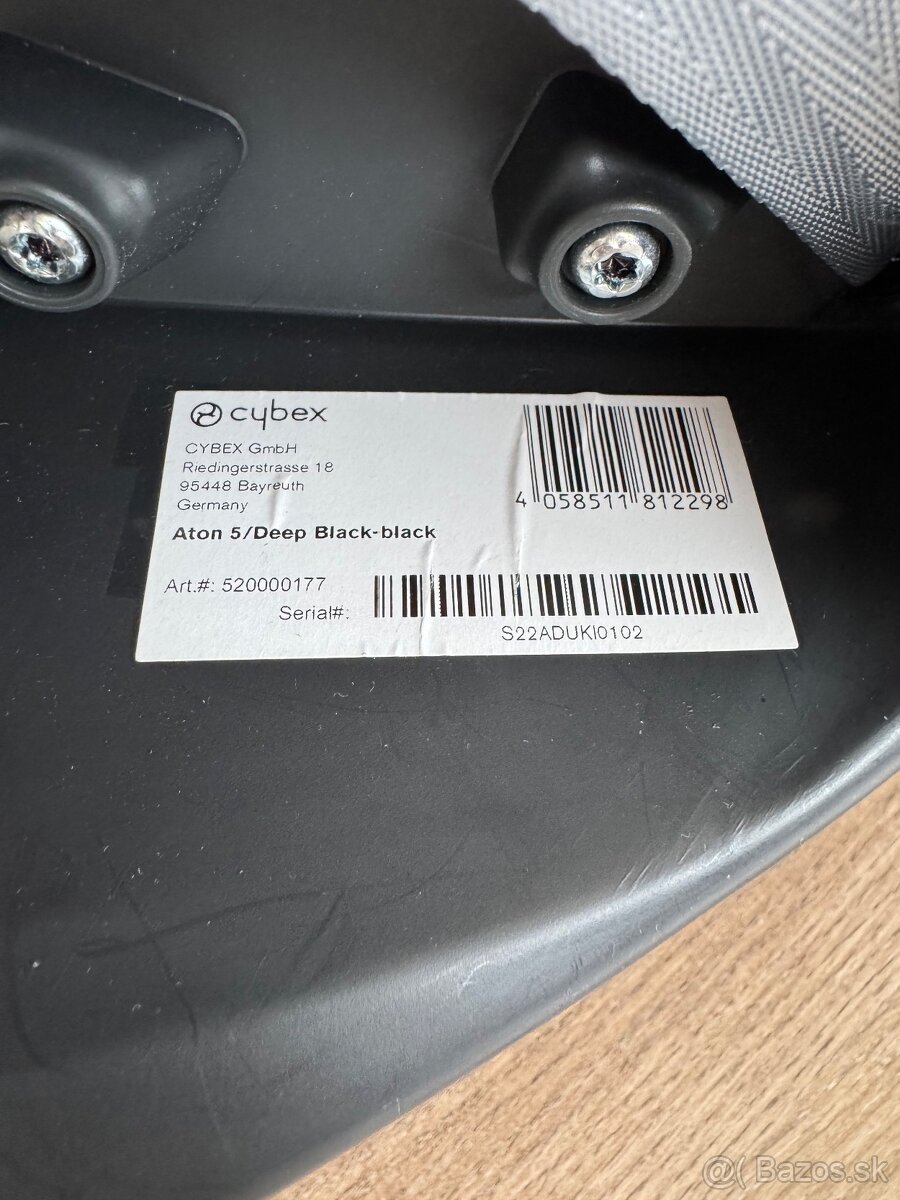 cybex
CYBEX GmbH
Riedingerstrasse 18
95448 Bayreuth
Germany
Aton 5/Deep Black-black
4 058511 812298
Art.#: 520000177
Serial#:
S22ADUKI0102
@( Bazos.sk